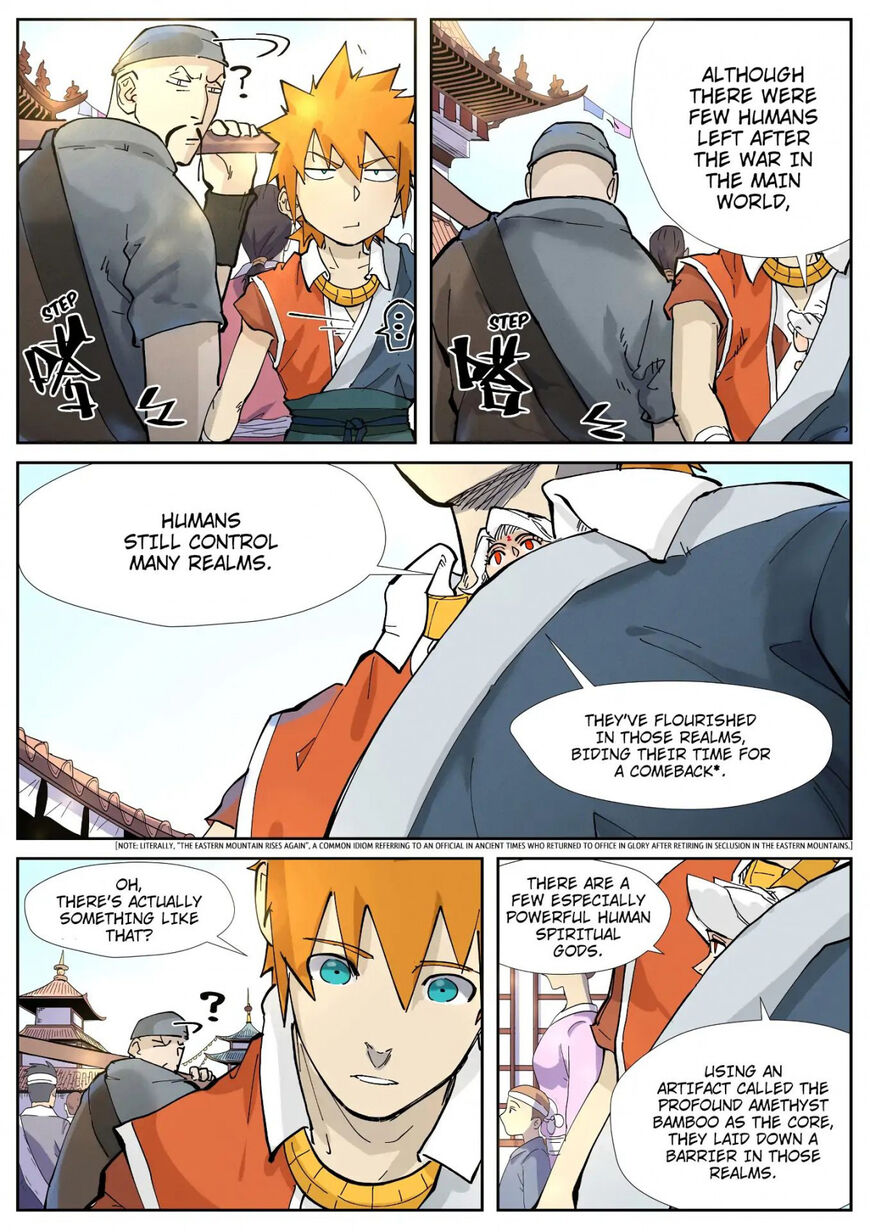 ?
STEP
嗒
...
ALTHOUGH
THERE WERE
FEW HUMANS
LEFT AFTER
THE WAR IN
THE MAIN
WORLD,
STEP
嗒
HUMANS
STILL CONTROL
MANY REALMS.
THEY'VE FLOURISHED
IN THOSE REALMS,
BIDING THEIR TIME FOR
A COMEBACK*.
[NOTE: LITERALLY, "THE EASTERN MOUNTAIN RISES AGAIN", A COMMON IDIOM REFERRING TO AN OFFICIAL IN ANCIENT TIMES WHO RETURNED TO OFFICE IN GLORY AFTER RETIRING IN SECLUSION IN THE EASTERN MOUNTAINS.]
OH,
THERE'S ACTUALLY
SOMETHING LIKE
THAT?
?
THERE ARE A
FEW ESPECIALLY
POWERFUL HUMAN
SPIRITUAL
GODS.
USING AN
ARTIFACT CALLED THE
PROFOUND AMETHYST
BAMBOO AS THE CORE,
THEY LAID DOWN A
BARRIER IN THOSE
REALMS.